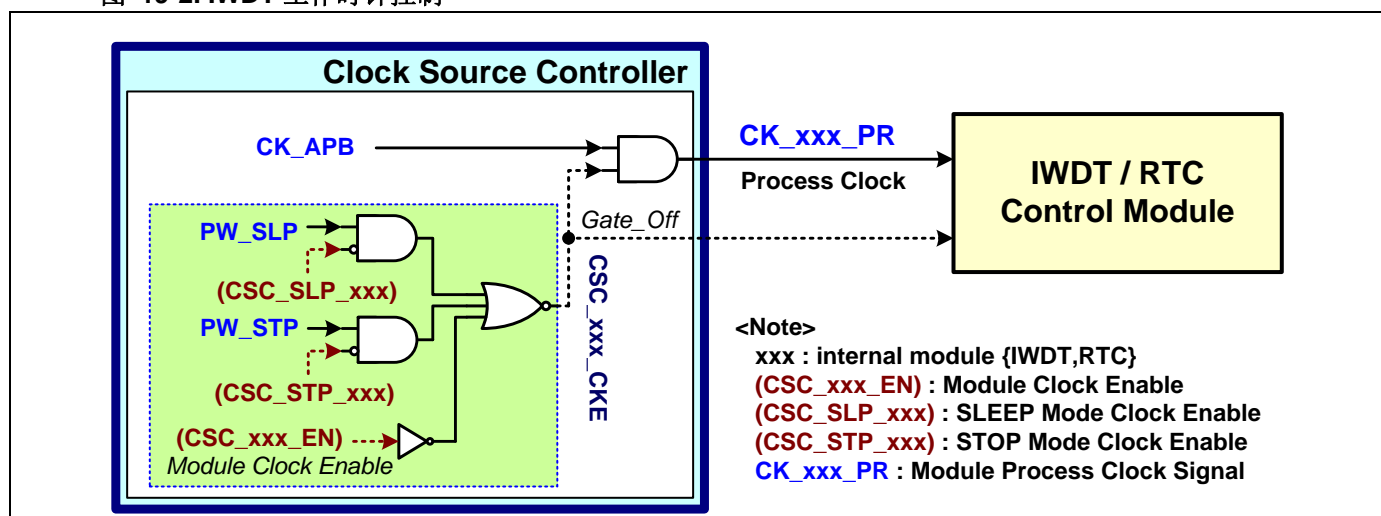 Clock Source Controller
CK_APB
CK_xxx_PR
Process Clock
IWDT / RTC
Control Module
Gate_Off
PW_SLP
(CSC_SLP_xxx)
PW_STP
(CSC_STP_xxx)
(CSC_xxx_EN)
Module Clock Enable
CSC_xxx_CKE
<Note>
xxx : internal module {IWDT,RTC}
(CSC_xxx_EN) : Module Clock Enable
(CSC_SLP_xxx) : SLEEP Mode Clock Enable
(CSC_STP_xxx) : STOP Mode Clock Enable
CK_xxx_PR : Module Process Clock Signal